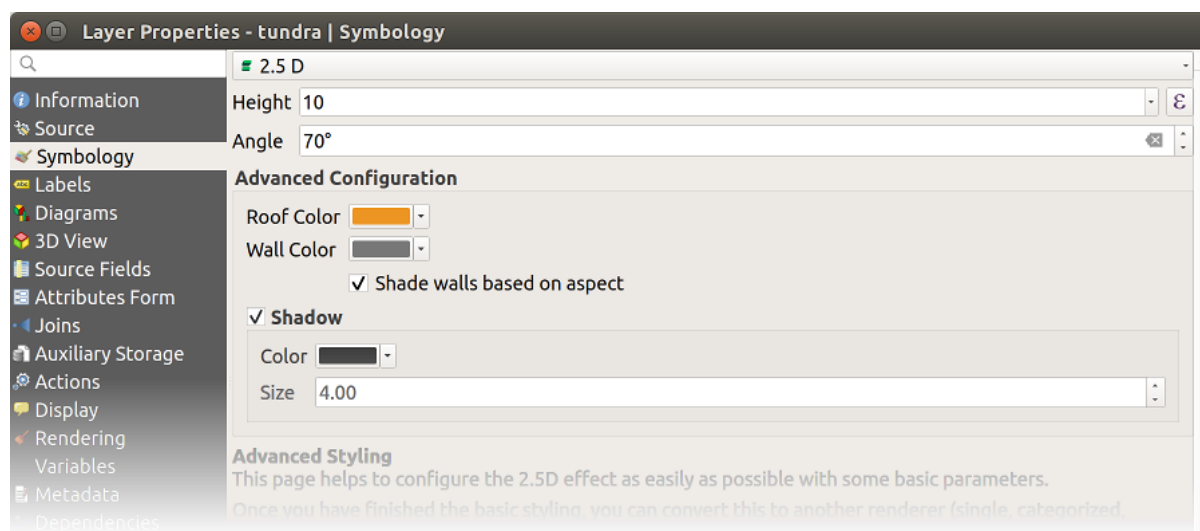 Layer Properties - tundra | Symbology
2.5 D
Information
Height 10 ε
Source
Angle 70°
Symbology
Advanced Configuration
Labels
Diagrams
Roof Color
3D View
Wall Color
Source Fields
Shade walls based on aspect
Attributes Form
Shadow
Joins
Auxiliary Storage
Color
Actions
Size 4.00
Display
Rendering
Variables
Advanced Styling
This page helps to configure the 2.5D effect as easily as possible with some basic parameters.
Metadata
Once you have finished the basic styling, you can convert this to another renderer (single, categorized,
Dependencies